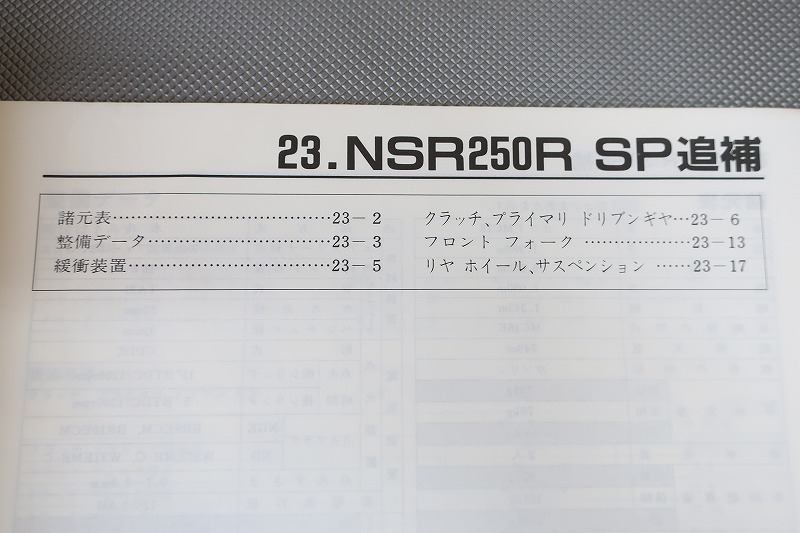 23.NSR250R SP追補
諸元表……………………………23－2
整備データ………………………23－3
緩衝装置…………………………23－5
クラッチ、プライマリ ドリブンギヤ…23－6
フロント フォーク ………………23－13
リヤ ホイール、サスペンション ……23－17